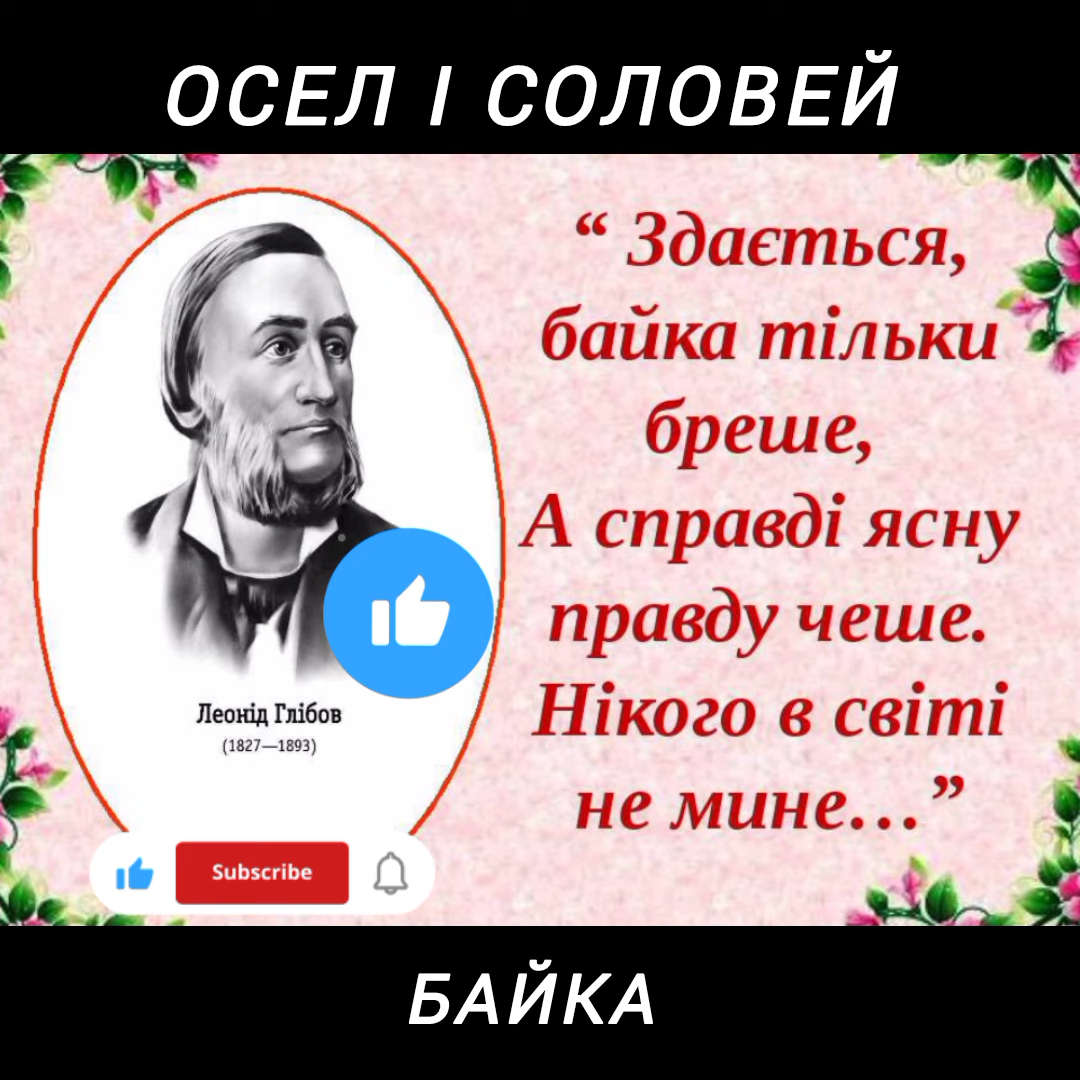 ОСЕЛ І СОЛОВЕЙ
“ Здається,
байка тільки
бреше,
А справді ясну
правду чеше.
Нікого в світі
не мине…”
Леонід Глібов
(1827—1893)
Subscribe
БАЙКА